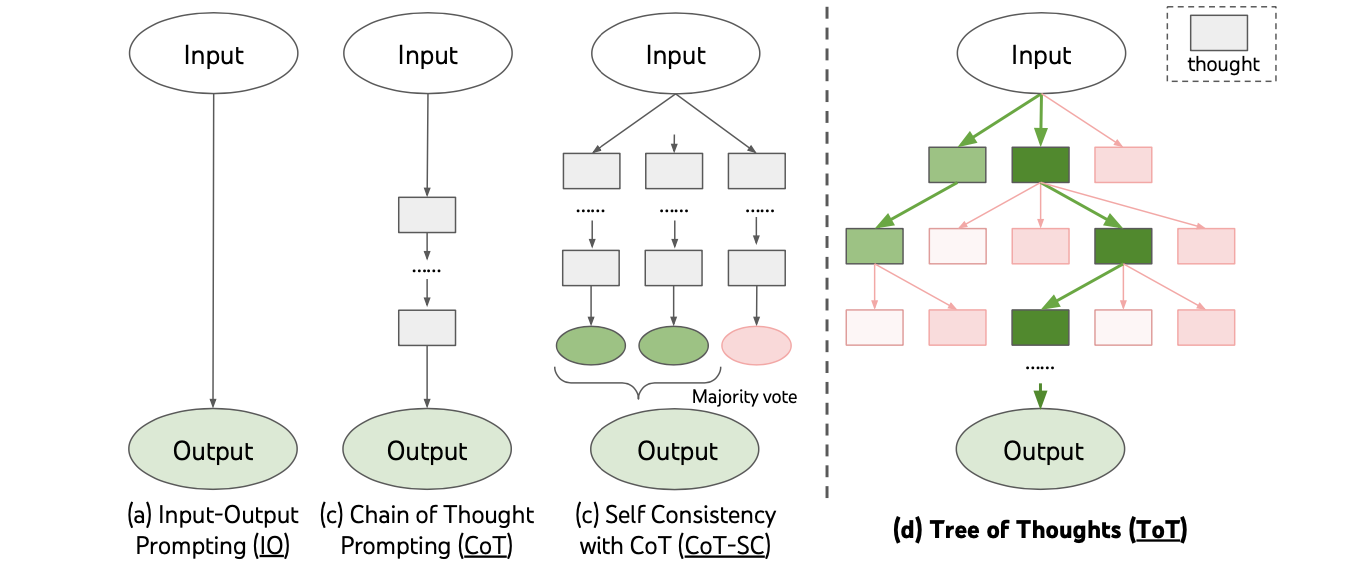 Input
Input
Input
Input
thought
......
......
......
......
......
Majority vote
Output
Output
Output
Output
(a) Input-Output
Prompting (IO)
(c) Chain of Thought
Prompting (CoT)
(c) Self Consistency
with CoT (CoT-SC)
(d) Tree of Thoughts (ToT)